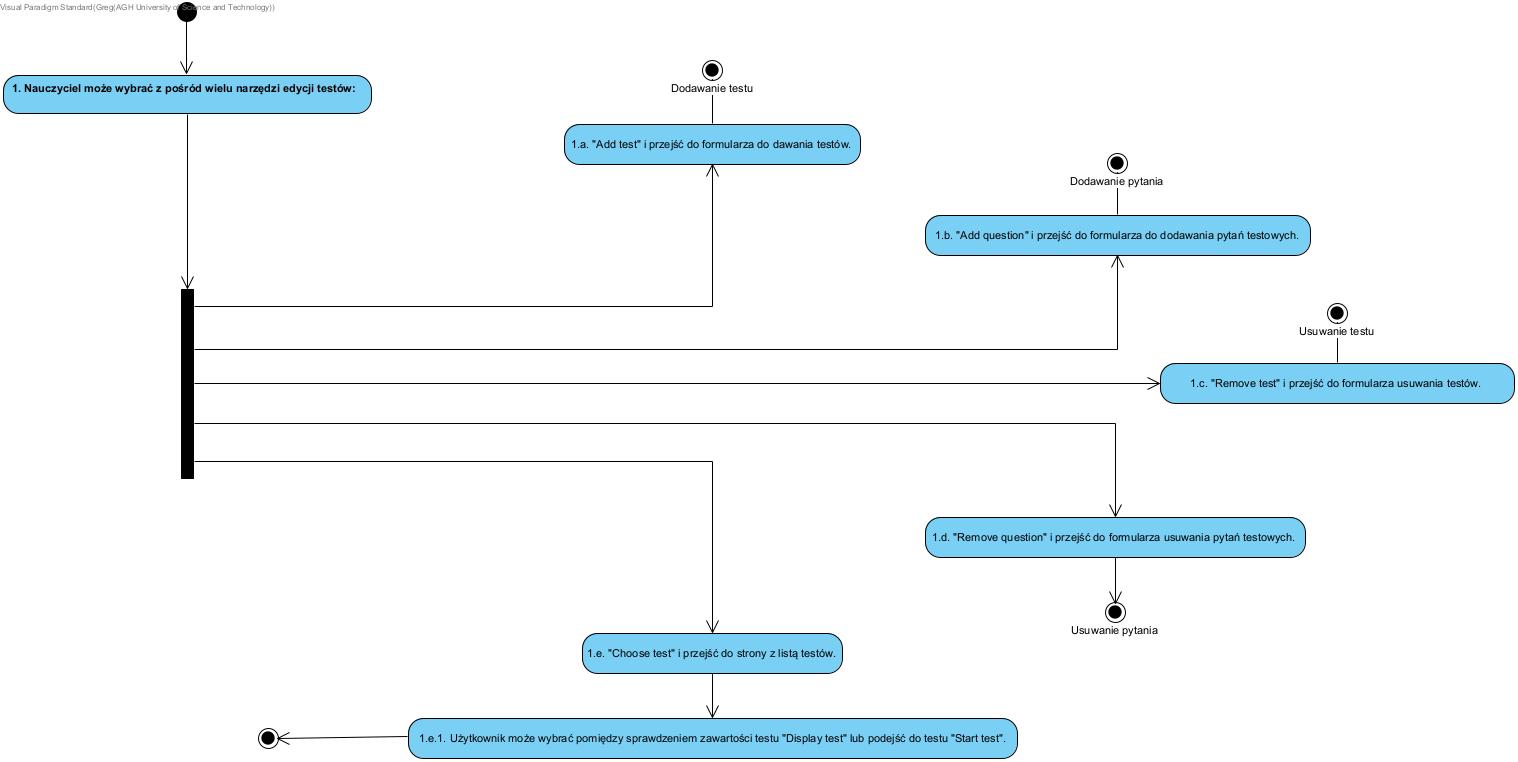 Visual Paradigm Standard(Greg(AGH University of Science and Technology))
1. Nauczyciel może wybrać z pośród wielu narzędzi edycji testów:
Dodawanie testu
1.a. "Add test" i przejść do formularza do dawania testów.
Dodawanie pytania
1.b. "Add question" i przejść do formularza do dodawania pytań testowych.
Usuwanie testu
1.c. "Remove test" i przejść do formularza usuwania testów.
1.d. "Remove question" i przejść do formularza usuwania pytań testowych.
Usuwanie pytania
1.e. "Choose test" i przejść do strony z listą testów.
1.e.1. Użytkownik może wybrać pomiędzy sprawdzeniem zawartości testu "Display test" lub podejść do testu "Start test".